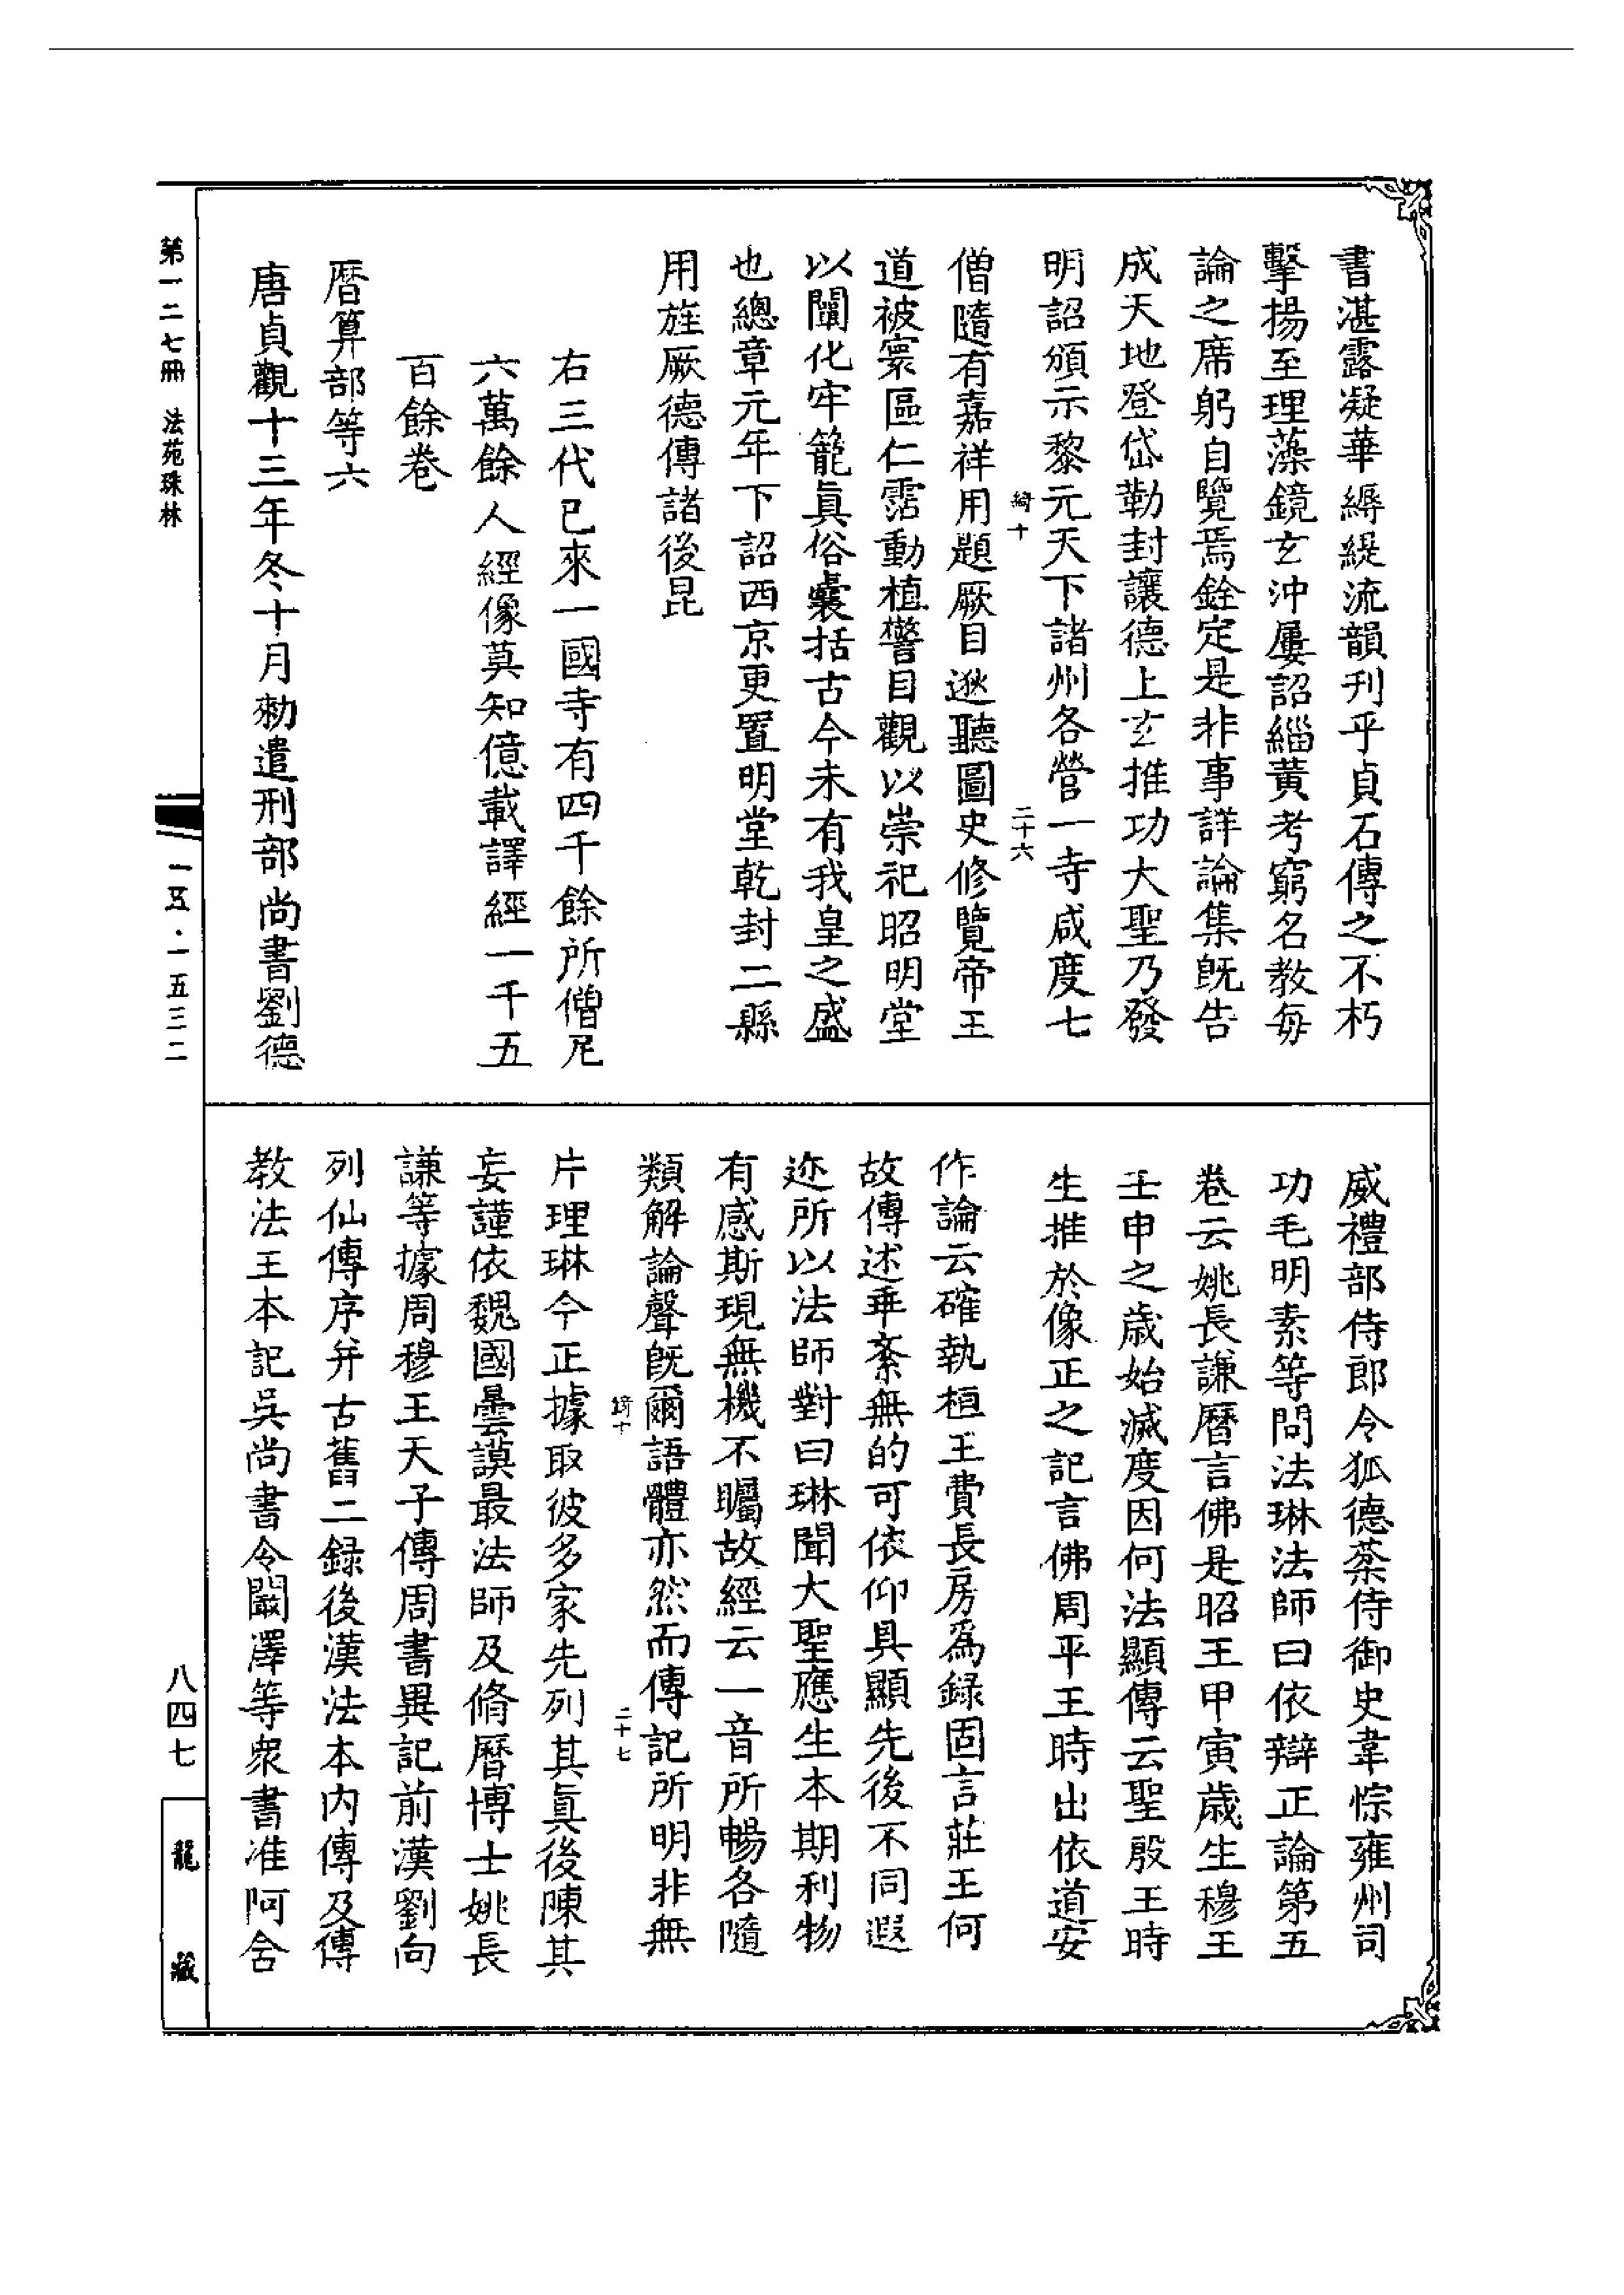 書湛露凝華縟緹流韻刋乎貞石傳之不朽
擊揚至理藻鏡玄沖屢詔緇黃考窮名教每
論之席躬自覽焉銓定是非事詳論集旣告
成天地登岱勒封讓德上玄推功大聖乃發
明詔頒示黎元天下諸州各營一寺咸度七
綺十 二十六
僧隨有嘉祥用題厥目逖聽圖史修覽帝王
道被寰區仁霑動植警目觀以崇祀昭明堂
以闡化牢籠眞俗囊括古今未有我皇之盛
也總章元年下詔西京更置明堂乾封二縣
用旌厥德傳諸後昆
右三代已來一國寺有四千餘所僧尼
六萬餘人經像莫知億載譯經一千五
百餘卷
曆算部等六
唐貞觀十三年冬十月勑遣刑部尚書劉德
威禮部侍郎令狐德棻侍御史韋悰雍州司
功毛明素等問法琳法師曰依辯正論第五
卷云姚長謙曆言佛是昭王甲寅歲生穆王
壬申之歲始滅度因何法顯傳云聖殷王時
生推於像正之記言佛周平王時出依道安
作論云確執桓王費長房爲録固言莊王何
故傳述乖紊無的可依仰具顯先後不同遐
迹所以法師對曰琳聞大聖應生本期利物
有感斯現無機不矚故經云一音所暢各隨
類解論聲旣爾語體亦然而傳記所明非無
綺十 二十七
片理琳今正據取彼多家先列其眞後陳其
妄謹依魏國曇謨最法師及脩曆博士姚長
謙等據周穆王天子傳周書異記前漢劉向
列仙傳序并古舊二録後漢法本內傳及傳
教法王本記吳尚書令闞澤等衆書准阿含
第一二七冊 法苑珠林
一五·一五三二
八四七
龍藏